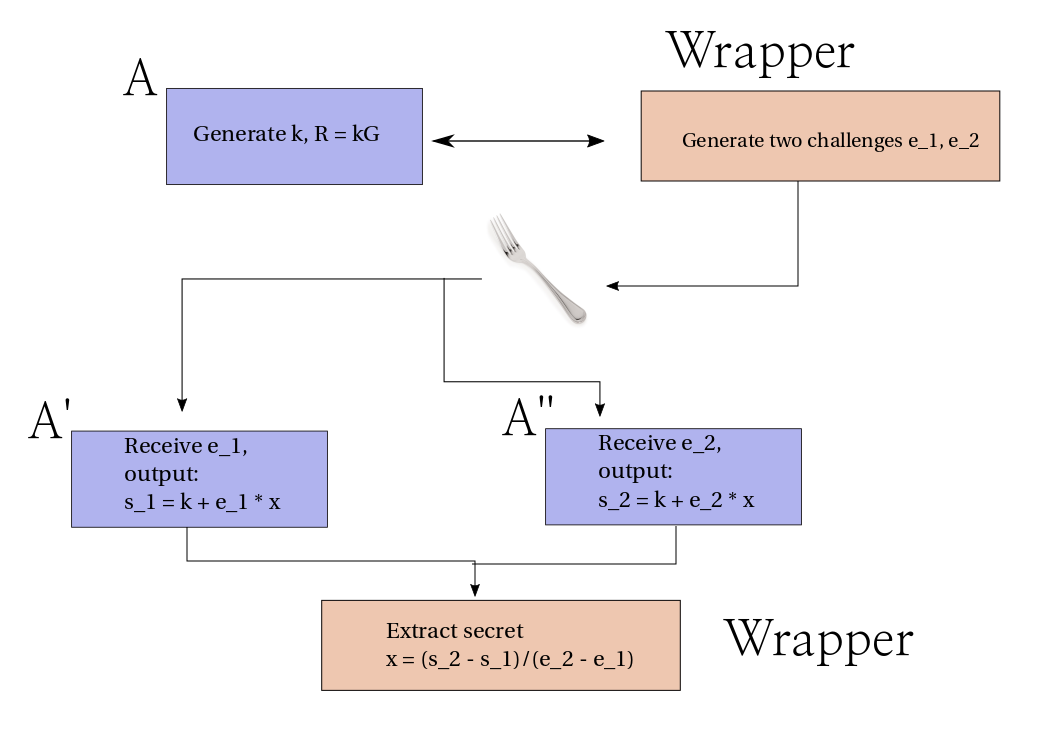 Wrapper
A
Generate k, R = kG
Generate two challenges e_1, e_2
A'
A"
Receive e_1,
output:
s_1 = k + e_1 * x
Receive e_2,
output:
s_2 = k + e_2 * x
Extract secret
x = (s_2 - s_1)/(e_2 - e_1)
Wrapper